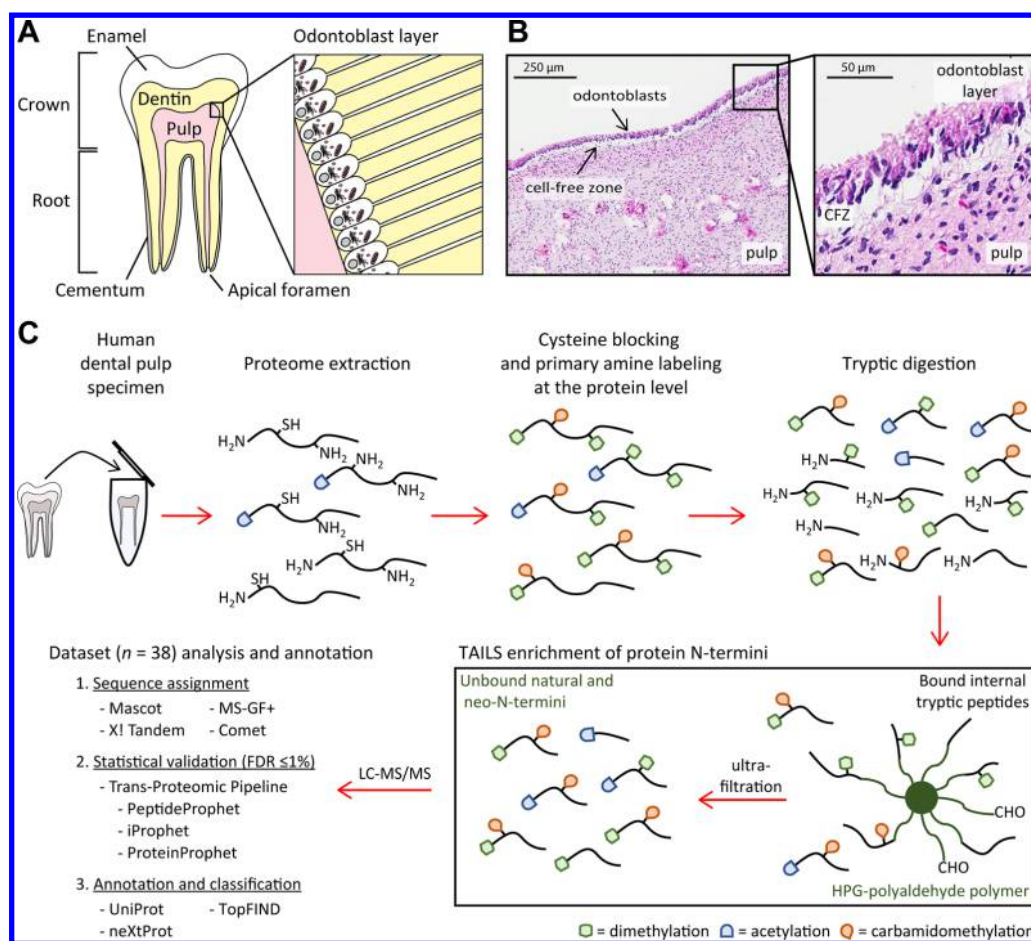 A
Enamel
Odontoblast layer
Crown
Dentin
Pulp
Root
Cementum
Apical foramen
B
250 µm
odontoblasts
cell-free zone
pulp
50 µm
odontoblast
layer
CFZ
pulp
C
Human
dental pulp
specimen
Proteome extraction
Cysteine blocking
and primary amine labeling
at the protein level
Tryptic digestion
SH
H₂N
NH₂
NH₂
NH₂
SH
NH₂
SH
H₂N
NH₂
SH
H₂N
H₂N
H₂N
H₂N
H₂N
H₂N
H₂N
H₂N
Dataset (n = 38) analysis and annotation
1. Sequence assignment
- Mascot - MS-GF+
- X! Tandem - Comet
2. Statistical validation (FDR ≤1%)
- Trans-Proteomic Pipeline
- PeptideProphet
- iProphet
- ProteinProphet
3. Annotation and classification
- UniProt - TopFIND
- neXtProt
LC-MS/MS
TAILS enrichment of protein N-termini
Unbound natural and
neo-N-termini
Bound internal
tryptic peptides
ultra-
filtration
CHO
CHO
HPG-polyaldehyde polymer
= dimethylation = acetylation = carbamidomethylation